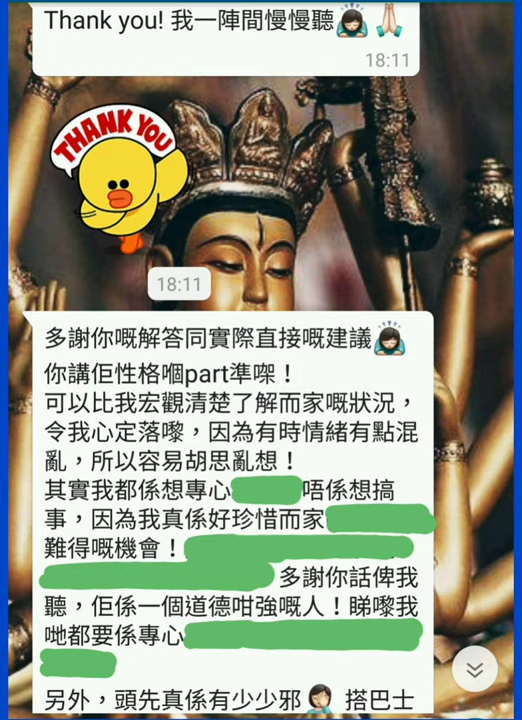 Thank you! 我一陣間慢慢聽🙇🏻‍♀️🙏🏻
18:11
THANK YOU
18:11
多謝你嘅解答同實際直接嘅建議🙇🏻‍♀️
你講佢性格嗰part準㗎！
可以比我宏觀清楚了解而家嘅狀況，
令我心定落嚟，因為有時情緒有點混
亂，所以容易胡思亂想！
其實我都係想專心 唔係想搞
事，因為我真係好珍惜而家
難得嘅機會！
多謝你話俾我
聽，佢係一個道德咁強嘅人！睇嚟我
哋都要係專心
另外，頭先真係有少少邪💆🏻‍♀️ 搭巴士